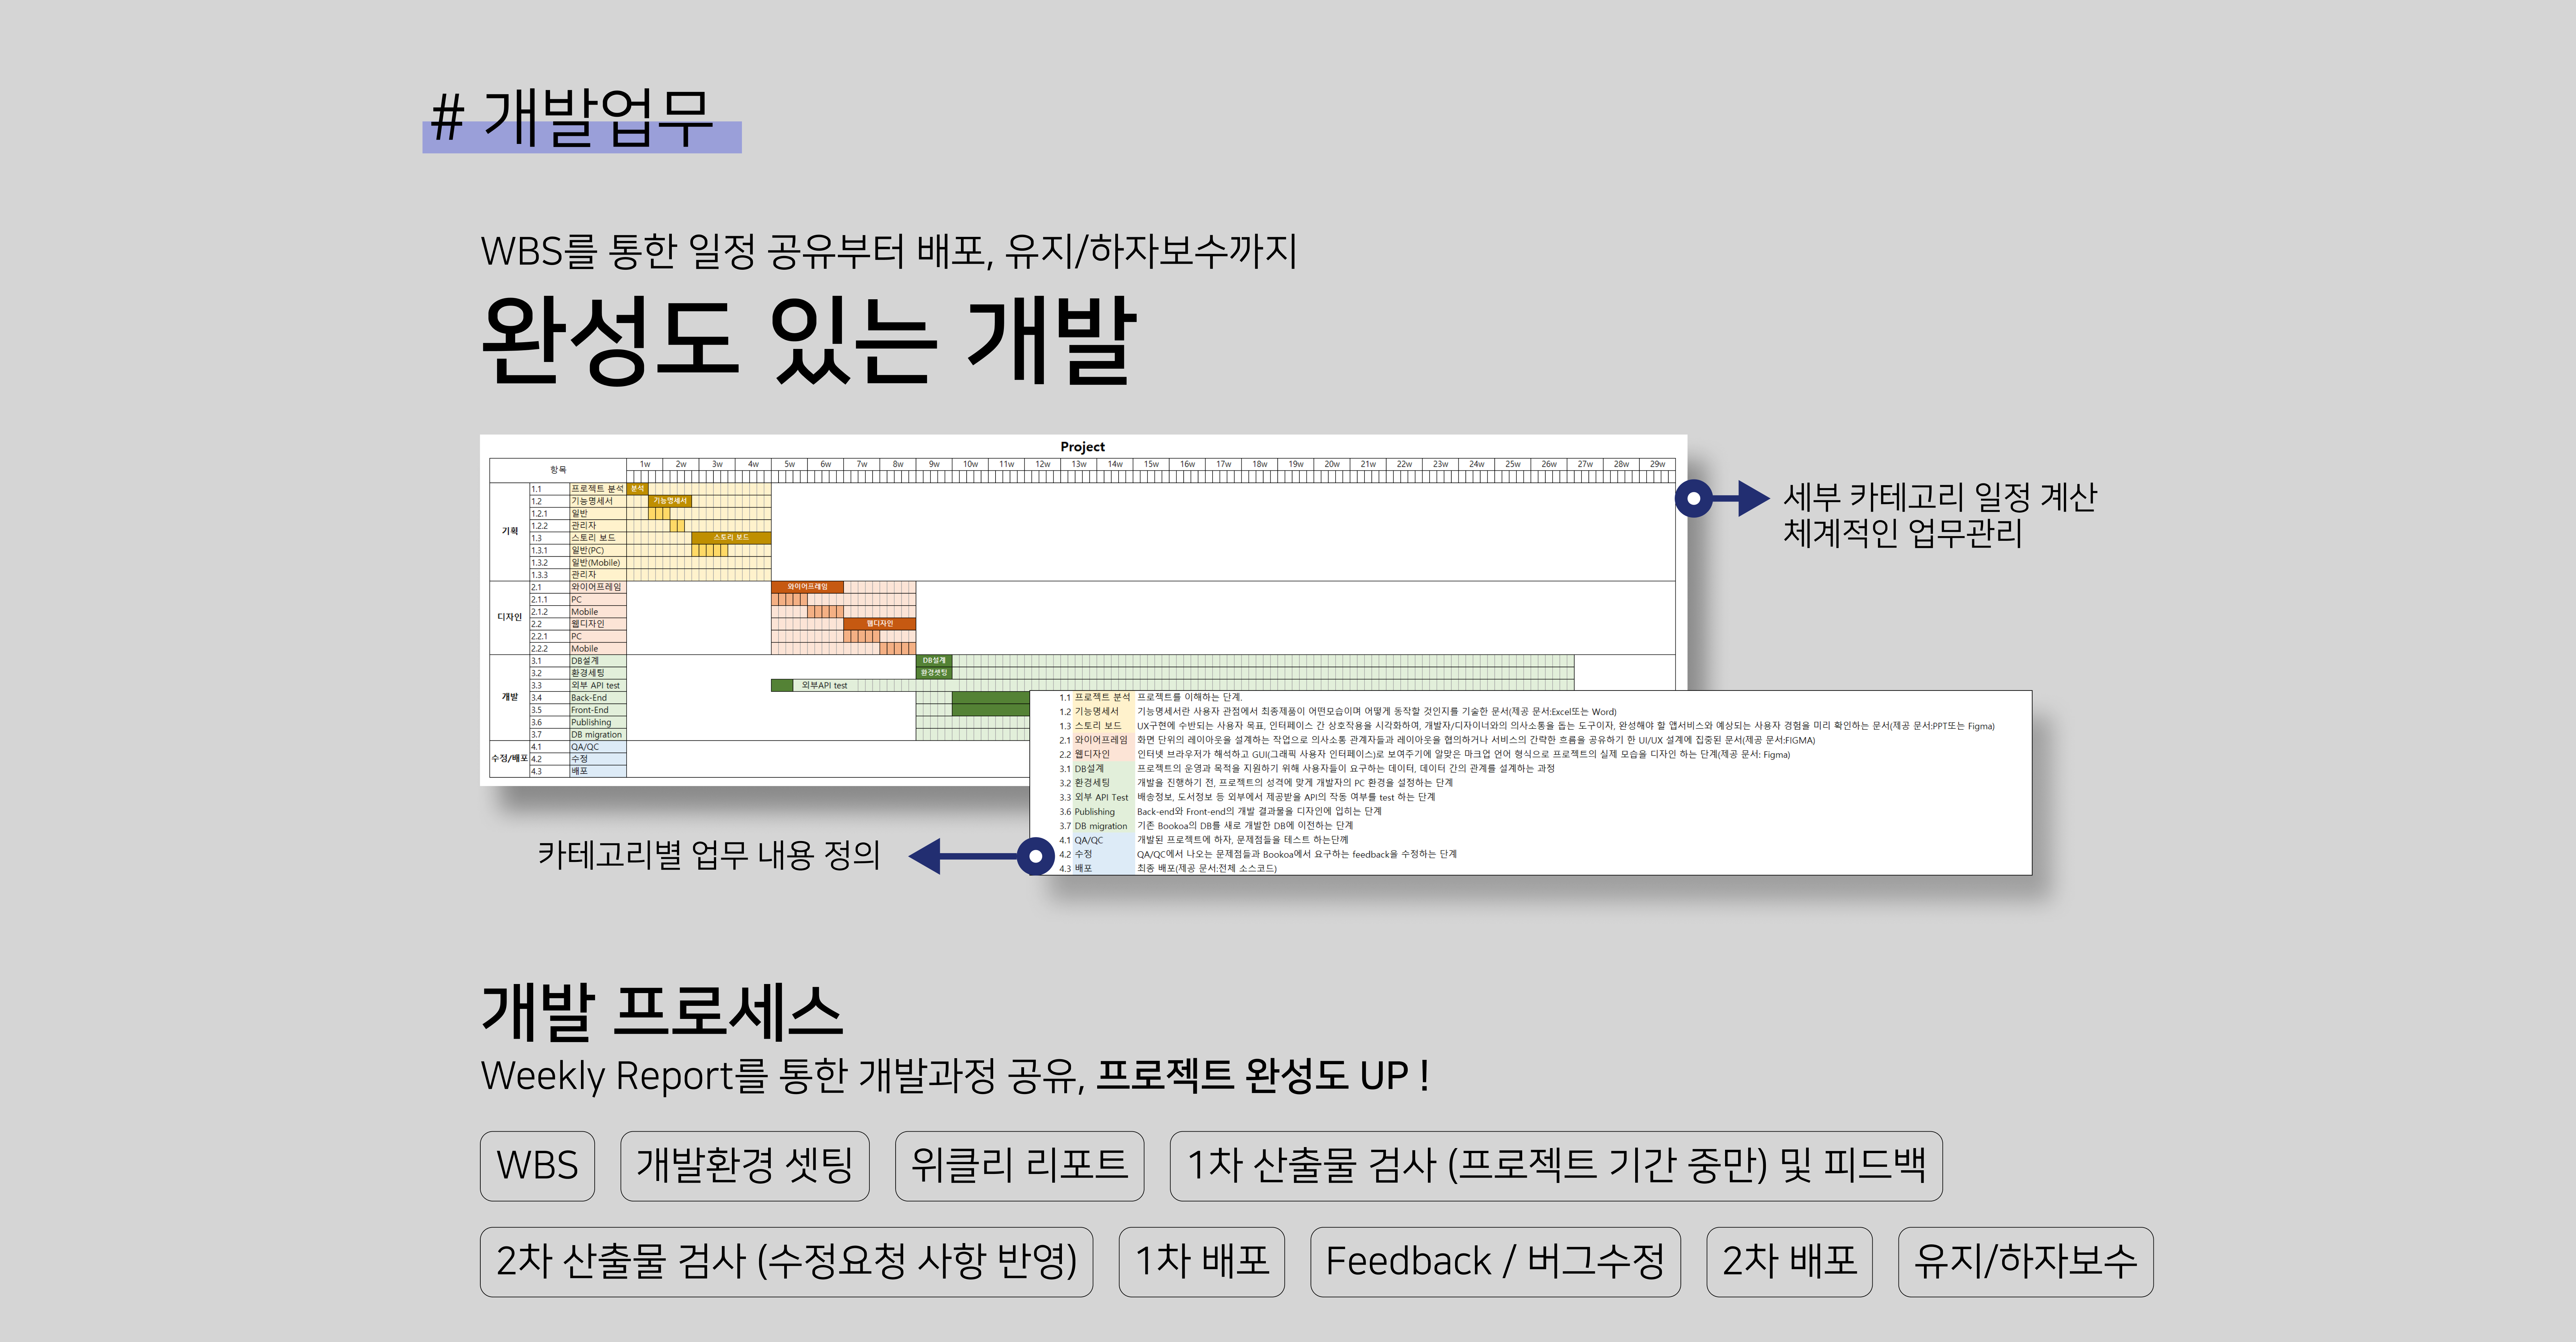 # 개발업무
WBS를 통한 일정 공유부터 배포, 유지/하자보수까지
완성도 있는 개발
Project
항목 1w 2w 3w 4w 5w 6w 7w 8w 9w 10w 11w 12w 13w 14w 15w 16w 17w 18w 19w 20w 21w 22w 23w 24w 25w 26w 27w 28w 29w
기획
1.1 프로젝트 분석 분석
1.2 기능명세서 기능명세서
1.2.1 일반
1.2.2 관리자
1.3 스토리 보드 스토리 보드
1.3.1 일반(PC)
1.3.2 일반(Mobile)
1.3.3 관리자
디자인
2.1 와이어프레임 와이어프레임
2.1.1 PC
2.1.2 Mobile
2.2 웹디자인 웹디자인
2.2.1 PC
2.2.2 Mobile
개발
3.1 DB설계 DB설계
3.2 환경세팅 환경셋팅
3.3 외부 API test 외부API test
3.4 Back-End
3.5 Front-End
3.6 Publishing
3.7 DB migration
수정/배포
4.1 QA/QC
4.2 수정
4.3 배포
세부 카테고리 일정 계산
체계적인 업무관리
1.1 프로젝트 분석 프로젝트를 이해하는 단계.
1.2 기능명세서 기능명세서란 사용자 관점에서 최종제품이 어떤모습이며 어떻게 동작할 것인지를 기술한 문서(제공 문서:Excel또는 Word)
1.3 스토리 보드 UX구현에 수반되는 사용자 목표, 인터페이스 간 상호작용을 시각화하여, 개발자/디자이너와의 의사소통을 돕는 도구이자, 완성해야 할 앱서비스와 예상되는 사용자 경험을 미리 확인하는 문서(제공 문서:PPT또는 Figma)
2.1 와이어프레임 화면 단위의 레이아웃을 설계하는 작업으로 의사소통 관계자들과 레이아웃을 협의하거나 서비스의 간략한 흐름을 공유하기 한 UI/UX 설계에 집중된 문서(제공 문서:FIGMA)
2.2 웹디자인 인터넷 브라우저가 해석하고 GUI(그래픽 사용자 인터페이스)로 보여주기에 알맞은 마크업 언어 형식으로 프로젝트의 실제 모습을 디자인 하는 단계(제공 문서: Figma)
3.1 DB설계 프로젝트의 운영과 목적을 지원하기 위해 사용자들이 요구하는 데이터, 데이터 간의 관계를 설계하는 과정
3.2 환경세팅 개발을 진행하기 전, 프로젝트의 성격에 맞게 개발자의 PC 환경을 설정하는 단계
3.3 외부 API Test 배송정보, 도서정보 등 외부에서 제공받을 API의 작동 여부를 test 하는 단계
3.6 Publishing Back-end와 Front-end의 개발 결과물을 디자인에 입히는 단계
3.7 DB migration 기존 Bookoa의 DB를 새로 개발한 DB에 이전하는 단계
4.1 QA/QC 개발된 프로젝트에 하자, 문제점들을 테스트 하는단꼐
4.2 수정 QA/QC에서 나오는 문제점들과 Bookoa에서 요구하는 feedback을 수정하는 단계
4.3 배포 최종 배포(제공 문서:전체 소스코드)
카테고리별 업무 내용 정의
개발 프로세스
Weekly Report를 통한 개발과정 공유, 프로젝트 완성도 UP !
WBS 개발환경 셋팅 위클리 리포트 1차 산출물 검사 (프로젝트 기간 중만) 및 피드백
2차 산출물 검사 (수정요청 사항 반영) 1차 배포 Feedback / 버그수정 2차 배포 유지/하자보수